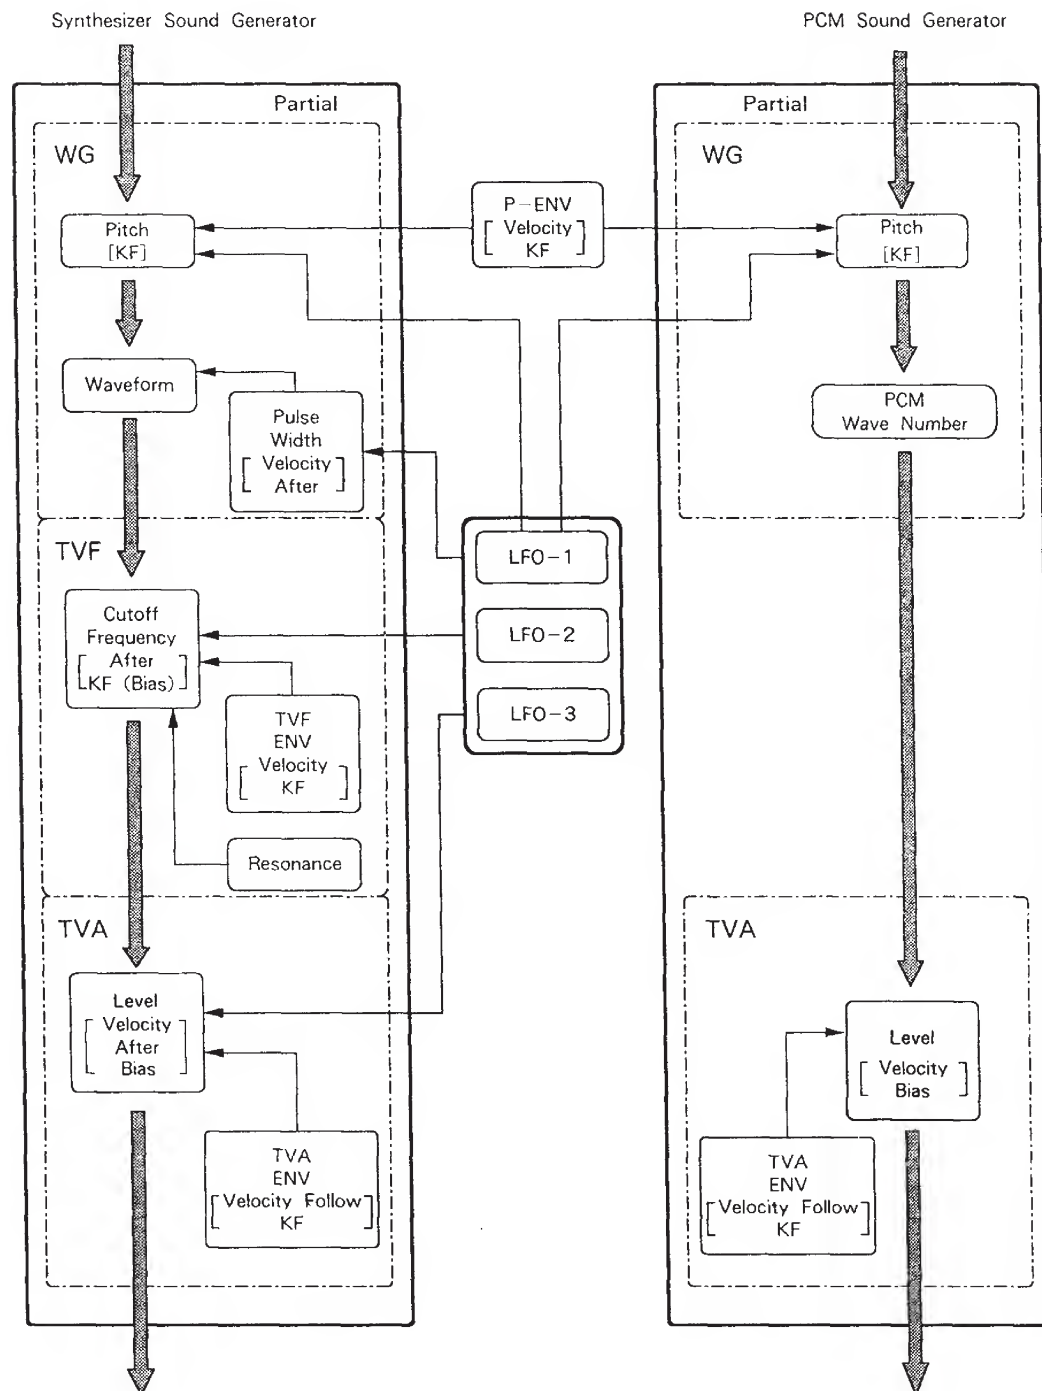 Synthesizer Sound Generator
PCM Sound Generator
Partial
WG
Pitch
[KF]
Waveform
Pulse
Width
[Velocity
After]
TVF
Cutoff
Frequency
[After
KF (Bias)]
TVF
ENV
[Velocity
KF]
Resonance
TVA
Level
[Velocity
After
Bias]
TVA
ENV
[Velocity Follow
KF]
P-ENV
[Velocity
KF]
LFO-1
LFO-2
LFO-3
Partial
WG
Pitch
[KF]
PCM
Wave Number
TVA
Level
[Velocity
Bias]
TVA
ENV
[Velocity Follow
KF]